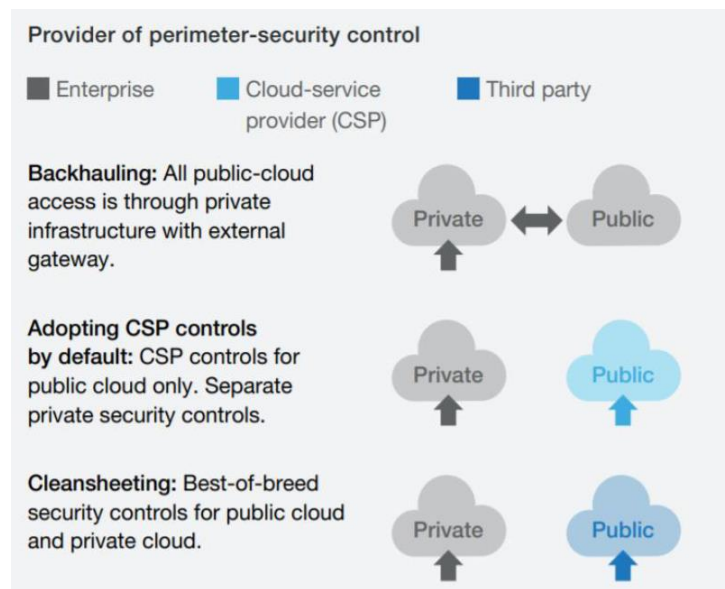 Provider of perimeter-security control
Enterprise
Cloud-service
provider (CSP)
Third party
Backhauling: All public-cloud
access is through private
infrastructure with external
gateway.
Private
Public
Adopting CSP controls
by default: CSP controls for
public cloud only. Separate
private security controls.
Private
Public
Cleansheeting: Best-of-breed
security controls for public cloud
and private cloud.
Private
Public